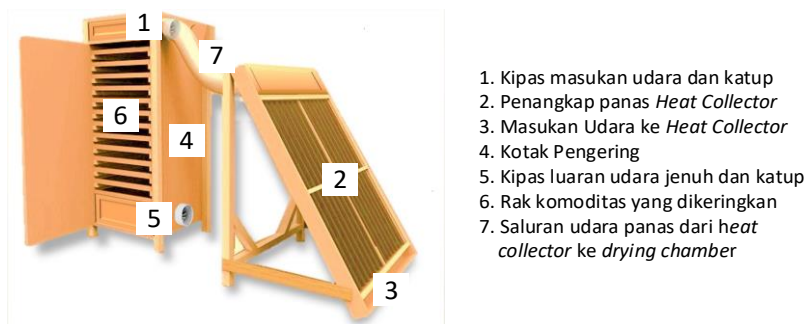 1
7
6
4
2
5
3
1. Kipas masukan udara dan katup
2. Penangkap panas Heat Collector
3. Masukan Udara ke Heat Collector
4. Kotak Pengering
5. Kipas luaran udara jenuh dan katup
6. Rak komoditas yang dikeringkan
7. Saluran udara panas dari heat
collector ke drying chamber